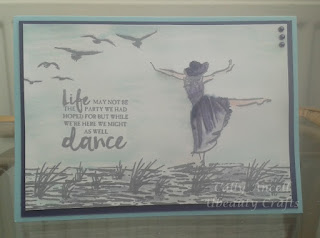 Life MAY NOT BE
THE PARTY WE HAD
HOPED FOR BUT WHILE
WE'RE HERE WE MIGHT
AS WELL
dance
Crafts